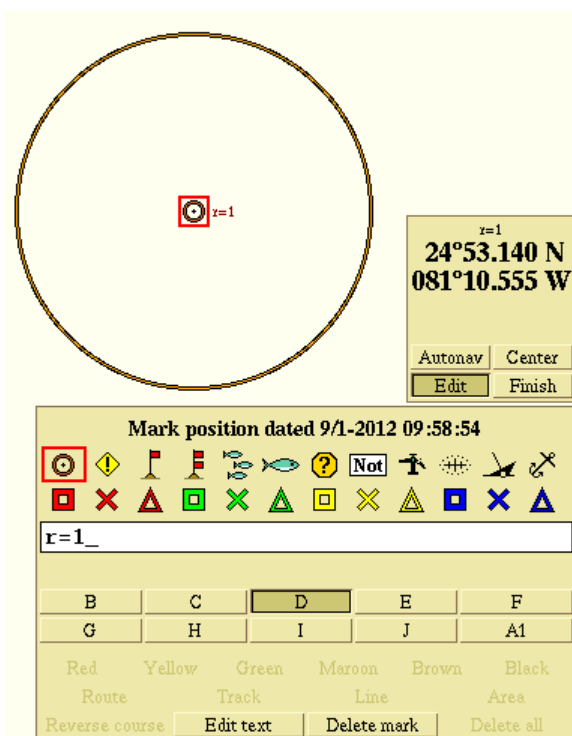 r=1
r=1
24°53.140 N
081°10.555 W
Autonav Center
Edit Finish
Mark position dated 9/1-2012 09:58:54
Not
r=1_
B C D E F
G H I J A1
Red Yellow Green Maroon Brown Black
Route Track Line Area
Reverse course Edit text Delete mark Delete all